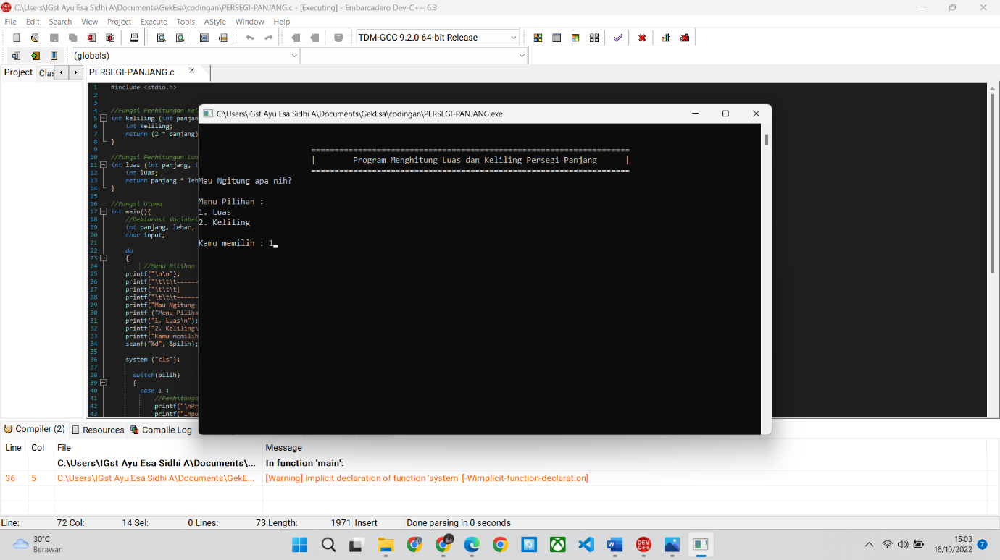 C:\Users\IGst Ayu Esa Sidhi A\Documents\GekEsa\codingan\PERSEGI-PANJANG.c - [Executing] - Embarcadero Dev-C++ 6.3
File Edit Search View Project Execute Tools AStyle Window Help
TDM-GCC 9.2.0 64-bit Release
(globals)
Project Clas PERSEGI-PANJANG.c
1 #include <stdio.h>
2
3
4 //Fungsi Perhitungan Kel
5 int keliling (int panjan
6 int keliling;
7 return (2 * panjang)
8 }
9
10 //Fungsi Perhitungan Lua
11 int luas (int panjang, i
12 int luas;
13 return panjang * leb
14 }
15
16 //Fungsi Utama
17 int main(){
18 //Deklarasi Variabel
19 int panjang, lebar,
20 char input;
21
22 do
23 {
24 //Menu Pilihan
25 printf("\n\n");
26 printf("\t\t\t======
27 printf("\t\t\t|
28 printf("\t\t\t======
29 printf("Mau Ngitung
30 printf ("Menu Piliha
31 printf("1. Luas\n");
32 printf("2. Keliling\
33 printf("Kamu memilih
34 scanf("%d", &pilih);
35
36 system ("cls");
37
38 switch(pilih)
39 {
40 case 1 :
41 //Perhitunga
42 printf("\nPr
43 printf("Inpu
C:\Users\IGst Ayu Esa Sidhi A\Documents\GekEsa\codingan\PERSEGI-PANJANG.exe
====================================================================
| Program Menghitung Luas dan Keliling Persegi Panjang |
====================================================================
Mau Ngitung apa nih?
Menu Pilihan :
1. Luas
2. Keliling
Kamu memilih : 1
Compiler (2) Resources Compile Log
Line Col File Message
C:\Users\IGst Ayu Esa Sidhi A\Documents\... In function 'main':
36 5 C:\Users\IGst Ayu Esa Sidhi A\Documents\GekE... [Warning] implicit declaration of function 'system' [-Wimplicit-function-declaration]
Line: 72 Col: 14 Sel: 0 Lines: 73 Length: 1971 Insert Done parsing in 0 seconds
30°C
Berawan
15:03
16/10/2022
7